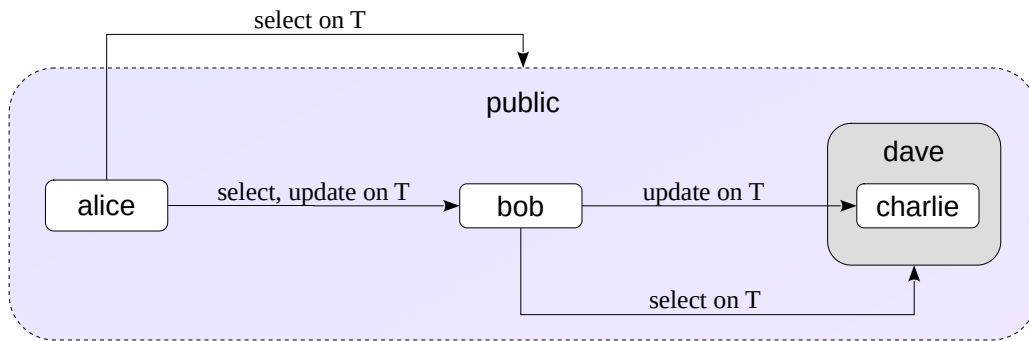 select on T
public
dave
alice
select, update on T
bob
update on T
charlie
select on T